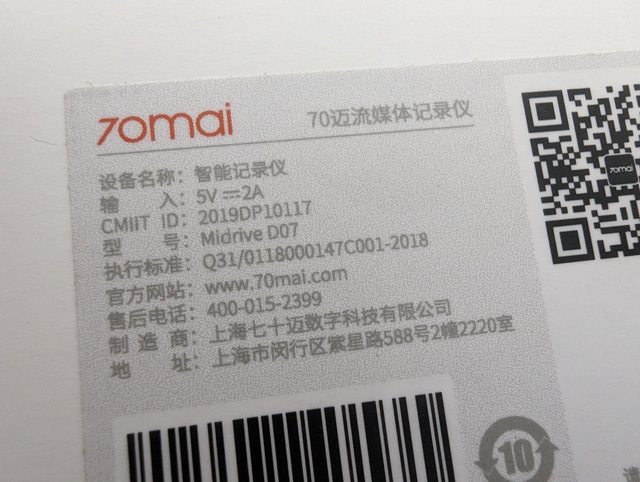 70mai
70迈流媒体记录仪
70mai
设备名称：智能记录仪
输入：5V⎓2A
CMIIT ID：2019DP10117
型号：Midrive D07
执行标准：Q31/0118000147C001-2018
官方网站：www.70mai.com
售后电话：400-015-2399
制造商：上海七十迈数字科技有限公司
地址：上海市闵行区紫星路588号2幢2220室
10